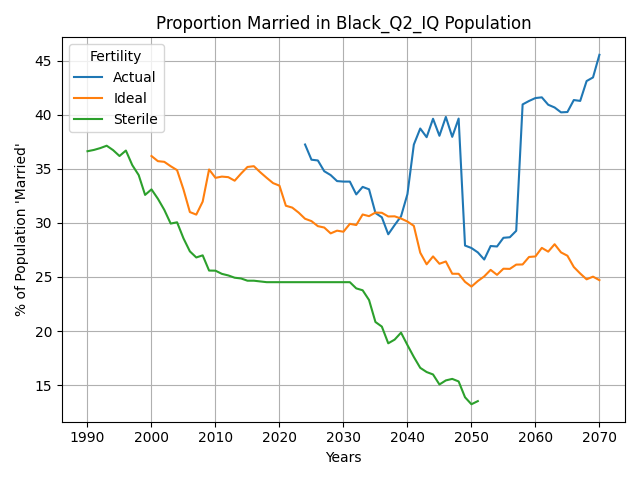 Proportion Married in Black_Q2_IQ Population
% of Population 'Married'
45
40
35
30
25
20
15
Fertility
Actual
Ideal
Sterile
1990 2000 2010 2020 2030 2040 2050 2060 2070
Years